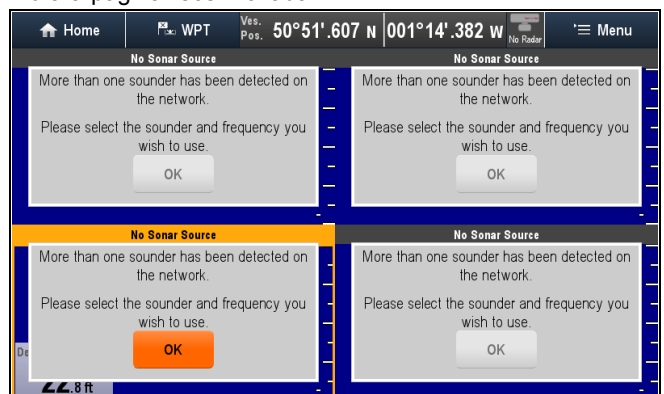 Home
WPT
Ves. Pos.
50°51'.607 N
001°14'.382 W
No Radar
Menu
No Sonar Source
More than one sounder has been detected on
the network.
Please select the sounder and frequency you
wish to use.
OK
No Sonar Source
More than one sounder has been detected on
the network.
Please select the sounder and frequency you
wish to use.
OK
No Sonar Source
More than one sounder has been detected on
the network.
Please select the sounder and frequency you
wish to use.
OK
De
22.8 ft
No Sonar Source
More than one sounder has been detected on
the network.
Please select the sounder and frequency you
wish to use.
OK